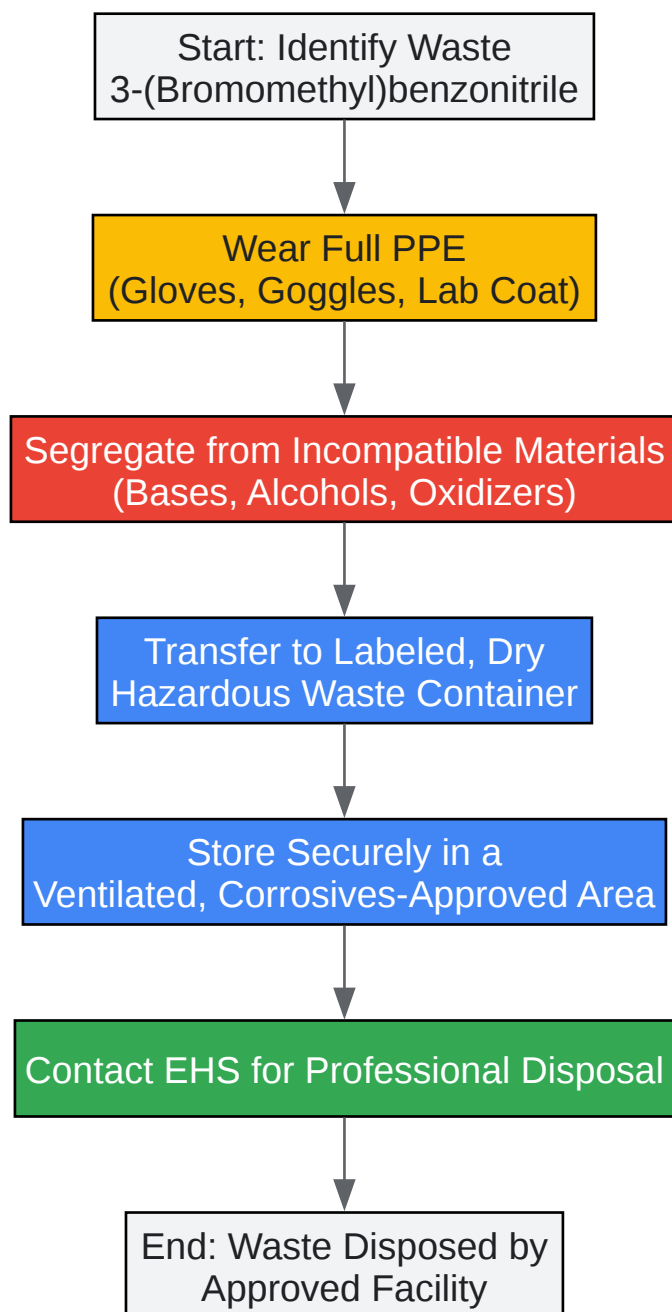 Start: Identify Waste
3-(Bromomethyl)benzonitrile
Wear Full PPE
(Gloves, Goggles, Lab Coat)
Segregate from Incompatible Materials
(Bases, Alcohols, Oxidizers)
Transfer to Labeled, Dry
Hazardous Waste Container
Store Securely in a
Ventilated, Corrosives-Approved Area
Contact EHS for Professional Disposal
End: Waste Disposed by
Approved Facility